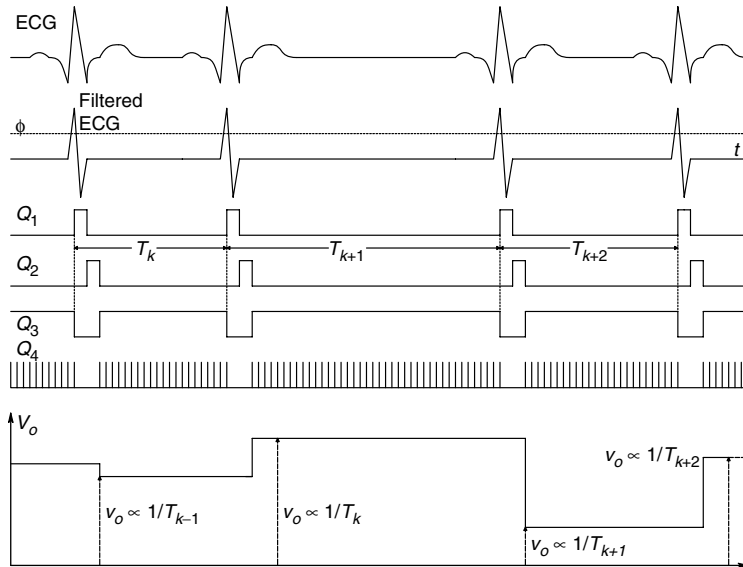 ECG
Filtered
ECG
ϕ
t
Q₁
Tₖ Tₖ₊₁ Tₖ₊₂
Q₂
Q₃
Q₄
Vₒ
vₒ ∝ 1/Tₖ₊₂
vₒ ∝ 1/Tₖ₋₁ vₒ ∝ 1/Tₖ
vₒ ∝ 1/Tₖ₊₁